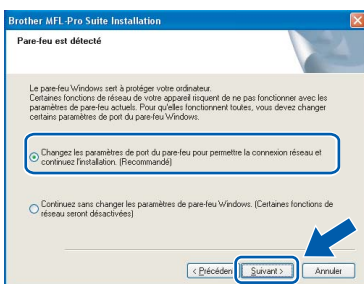 Brother MFL-Pro Suite Installation
Pare-feu est détecté
Le pare-feu Windows sert à protéger votre ordinateur.
Certaines fonctions de réseau de votre appareil risquent de ne pas fonctionner avec les
paramètres de pare-feu actuels. Pour qu'elles fonctionnent toutes, vous devez changer
certains paramètres de port du pare-feu Windows.
Changez les paramètres de port du pare-feu pour permettre la connexion réseau et
continuez l'installation. (Recommandé)
Continuez sans changer les paramètres de pare-feu Windows. (Certaines fonctions de
réseau seront désactivées)
< Précéden
Suivant >
Annuler